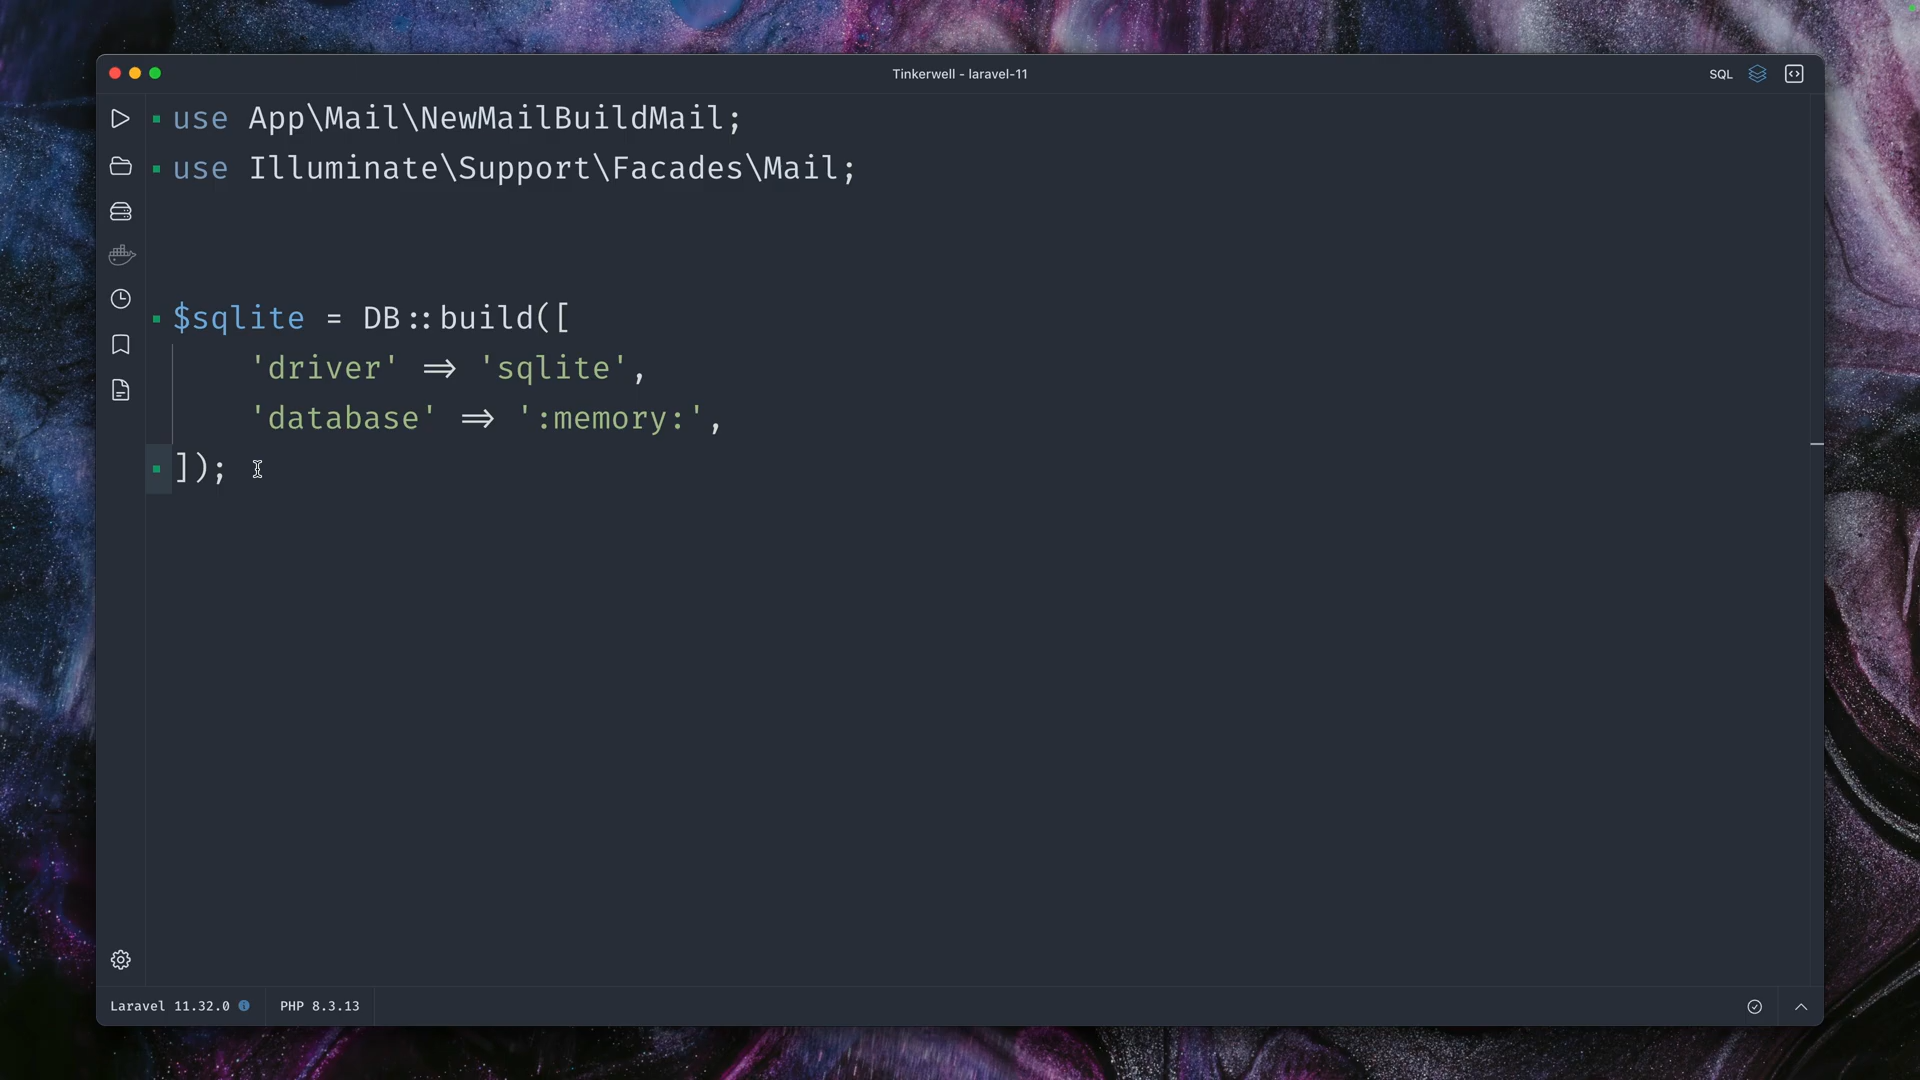 Tinkerwell - laravel-11
SQL
use App\Mail\NewMailBuildMail;
use Illuminate\Support\Facades\Mail;
$sqlite = DB::build([
'driver' => 'sqlite',
'database' => ':memory:',
]);
Laravel 11.32.0
PHP 8.3.13